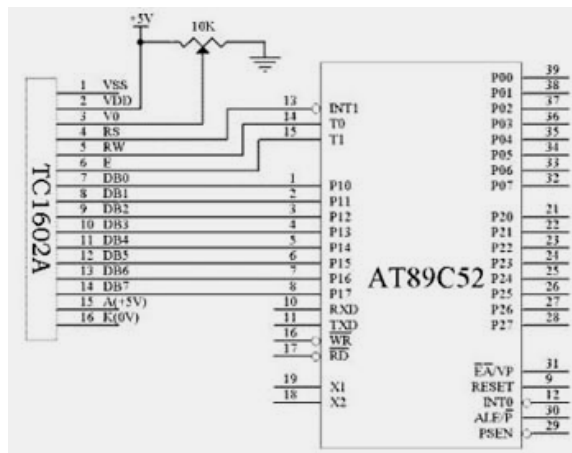 +5V
10K
TC1602A
1 VSS
2 VDD
3 V0
4 RS
5 RW
6 E
7 DB0
8 DB1
9 DB2
10 DB3
11 DB4
12 DB5
13 DB6
14 DB7
15 A(+5V)
16 K(0V)
AT89C52
13 INT1
14 T0
15 T1
1 P10
2 P11
3 P12
4 P13
5 P14
6 P15
7 P16
8 P17
10 RXD
11 TXD
16 WR
17 RD
19 X1
18 X2
P00 39
P01 38
P02 37
P03 36
P04 35
P05 34
P06 33
P07 32
P20 21
P21 22
P22 23
P23 24
P24 25
P25 26
P26 27
P27 28
EA/VP 31
RESET 9
INT0 12
ALE/P 30
PSEN 29